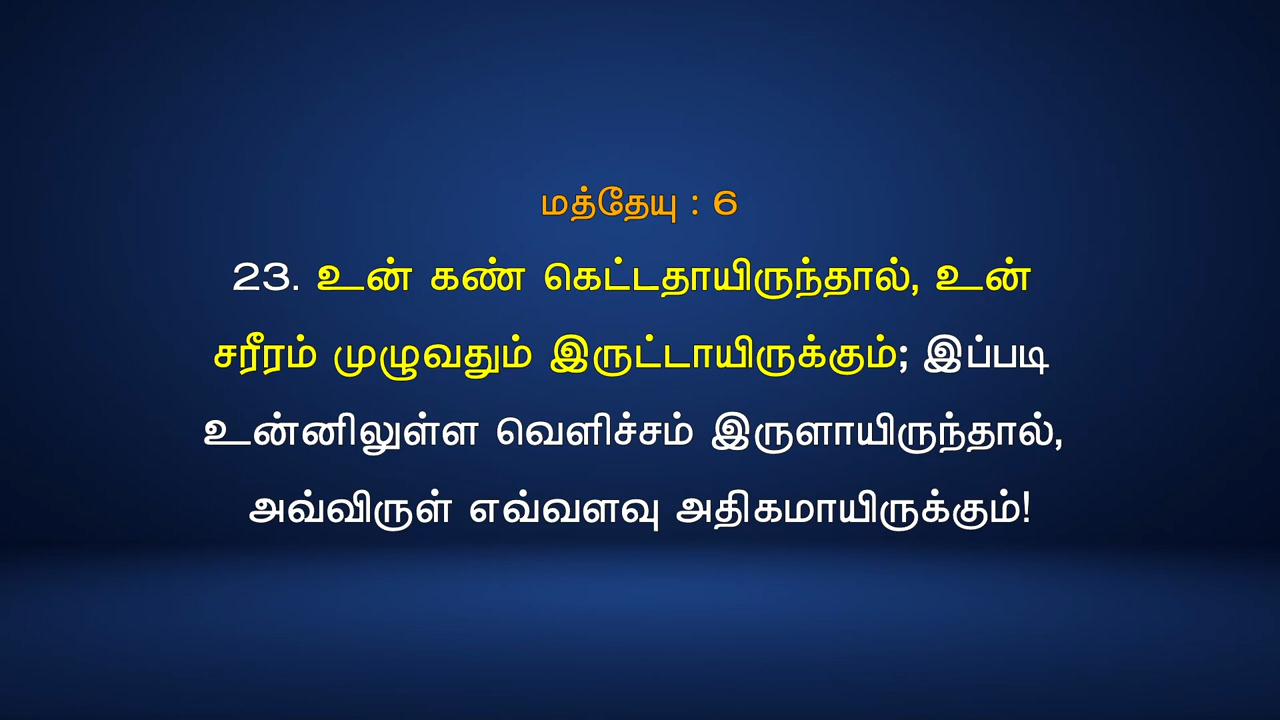 மத்தேயு : 6
23. உன் கண் கெட்டதாயிருந்தால், உன்
சரீரம் முழுவதும் இருட்டாயிருக்கும்; இப்படி
உன்னிலுள்ள வெளிச்சம் இருளாயிருந்தால்,
அவ்விருள் எவ்வளவு அதிகமாயிருக்கும்!